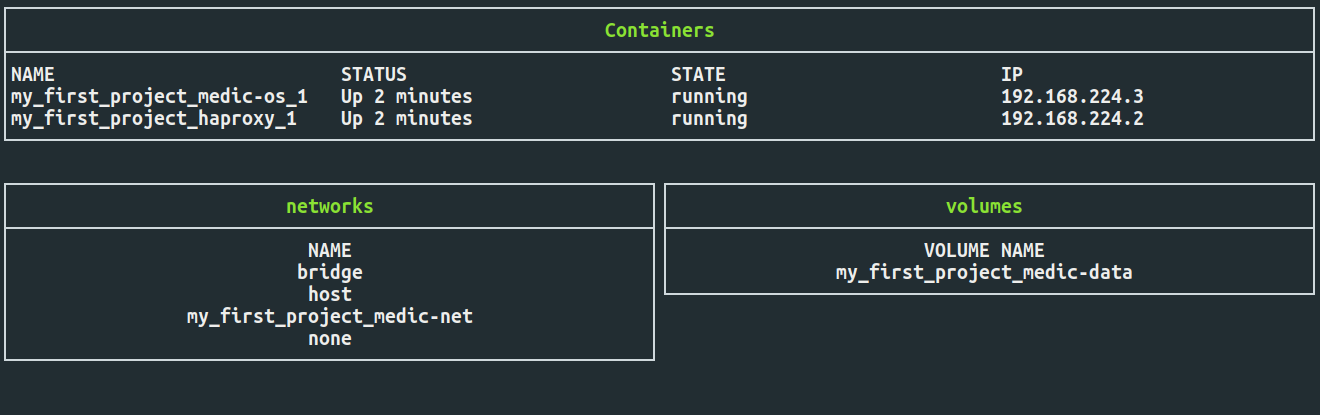 Containers
NAME STATUS STATE IP
my_first_project_medic-os_1 Up 2 minutes running 192.168.224.3
my_first_project_haproxy_1 Up 2 minutes running 192.168.224.2
networks
NAME
bridge
host
my_first_project_medic-net
none
volumes
VOLUME NAME
my_first_project_medic-data